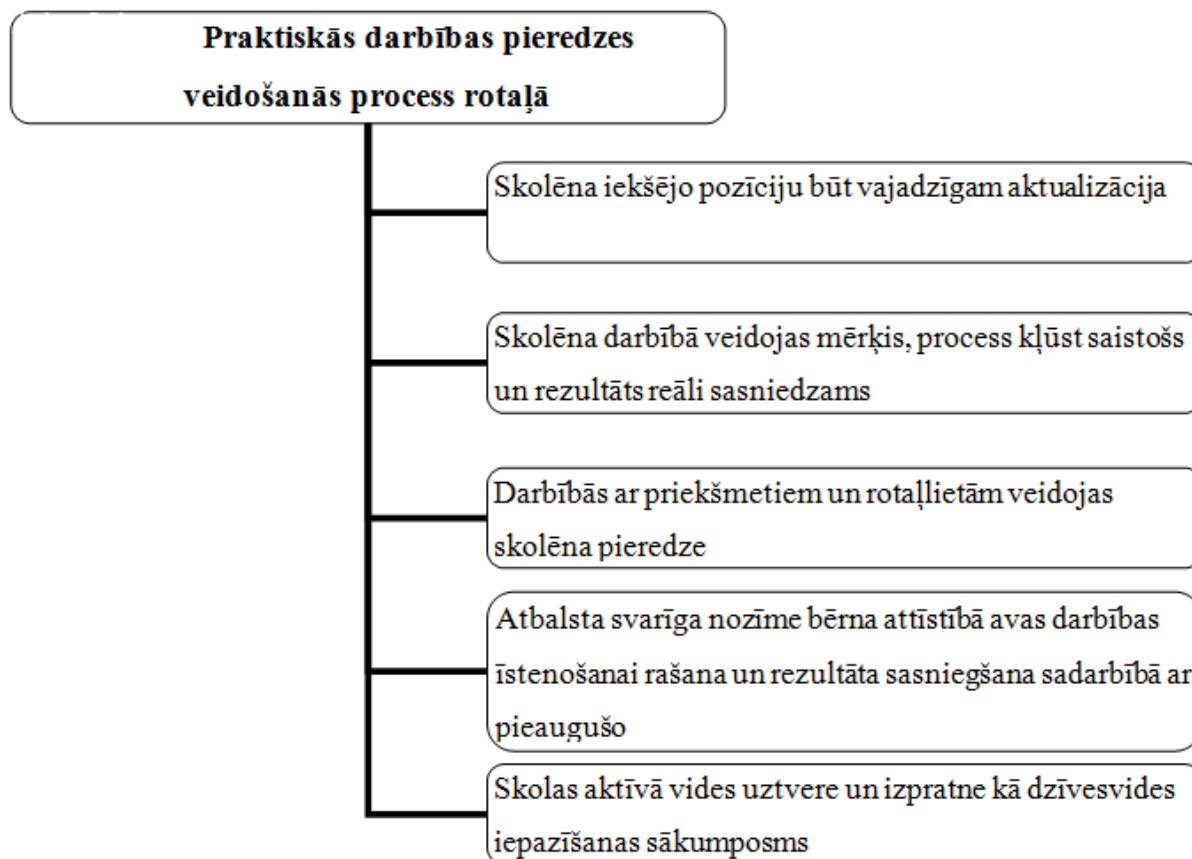 Praktiskās darbības pieredzes
veidošanās process rotaļā
Skolēna iekšējo pozīciju būt vajadzīgam aktualizācija
Skolēna darbībā veidojas mērķis, process kļūst saistošs
un rezultāts reāli sasniedzams
Darbībās ar priekšmetiem un rotaļlietām veidojas
skolēna pieredze
Atbalsta svarīga nozīme bērna attīstībā avas darbības
īstenošanai rašana un rezultāta sasniegšana sadarbībā ar
pieaugušo
Skolas aktīvā vides uztvere un izpratne kā dzīvesvides
iepazīšanas sākumposms